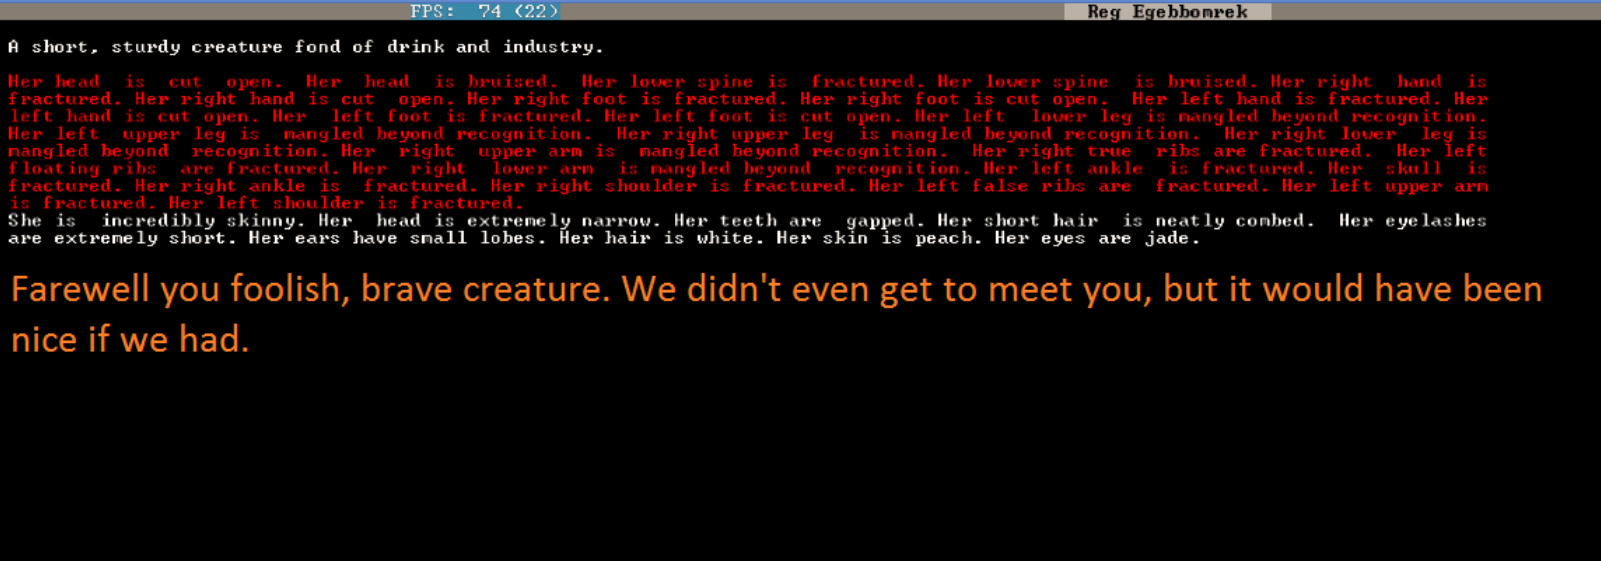 FPS: 74 (22) Reg Egebbomrek
A short, sturdy creature fond of drink and industry.
Her head is cut open. Her head is bruised. Her lower spine is fractured. Her lower spine is bruised. Her right hand is
fractured. Her right hand is cut open. Her right foot is fractured. Her right foot is cut open. Her left hand is fractured. Her
left hand is cut open. Her left foot is fractured. Her left foot is cut open. Her left lower leg is mangled beyond recognition.
Her left upper leg is mangled beyond recognition. Her right upper leg is mangled beyond recognition. Her right lower leg is
mangled beyond recognition. Her right upper arm is mangled beyond recognition. Her right true ribs are fractured. Her left
floating ribs are fractured. Her right lower arm is mangled beyond recognition. Her left ankle is fractured. Her skull is
fractured. Her right ankle is fractured. Her right shoulder is fractured. Her left false ribs are fractured. Her left upper arm
is fractured. Her left shoulder is fractured.
She is incredibly skinny. Her head is extremely narrow. Her teeth are gapped. Her short hair is neatly combed. Her eyelashes
are extremely short. Her ears have small lobes. Her hair is white. Her skin is peach. Her eyes are jade.
Farewell you foolish, brave creature. We didn't even get to meet you, but it would have been
nice if we had.